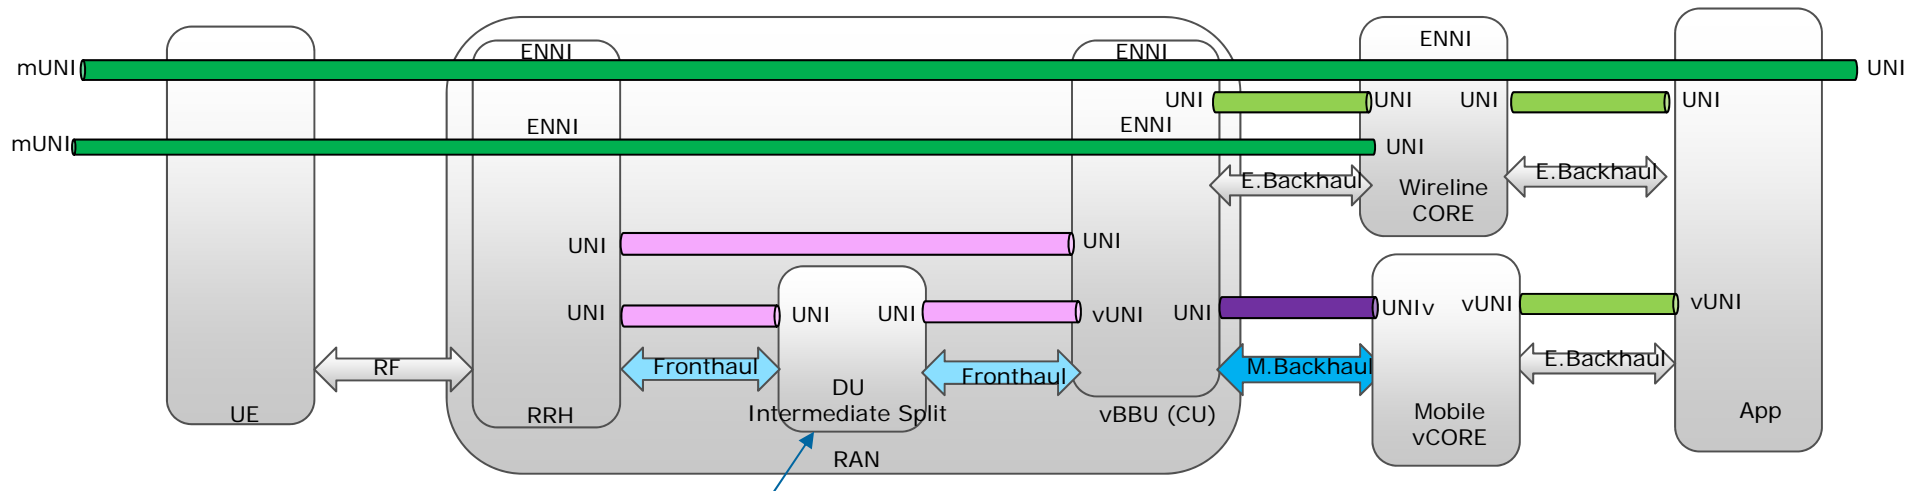 ENNI
ENNI
ENNI
mUNI
UNI
UNI
UNI
UNI
UNI
ENNI
ENNI
mUNI
UNI
E.Backhaul
Wireline
CORE
E.Backhaul
UNI
UNI
UNI
UNI
UNI
vUNI
UNI
UNIv
vUNI
vUNI
RF
Fronthaul
Fronthaul
M.Backhaul
E.Backhaul
DU
Intermediate Split
UE
RRH
vBBU (CU)
Mobile
vCORE
App
RAN